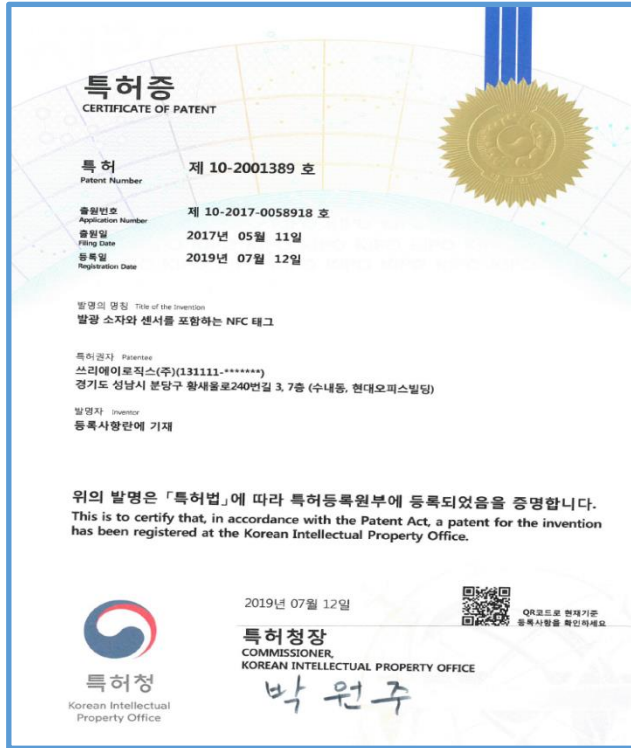 특허증
CERTIFICATE OF PATENT
특 허
Patent Number
제 10-2001389 호
출원번호
Application Number
제 10-2017-0058918 호
출원일
Filing Date
2017년 05월 11일
등록일
Registration Date
2019년 07월 12일
발명의 명칭 Title of the Invention
발광 소자와 센서를 포함하는 NFC 태그
특허권자 Patentee
쓰리에이로직스(주)(131111-*******)
경기도 성남시 분당구 황새울로240번길 3, 7층 (수내동, 현대오피스빌딩)
발명자 Inventor
등록사항란에 기재
위의 발명은 「특허법」에 따라 특허등록원부에 등록되었음을 증명합니다.
This is to certify that, in accordance with the Patent Act, a patent for the invention
has been registered at the Korean Intellectual Property Office.
2019년 07월 12일
QR코드로 현재기준
등록사항을 확인하세요
특허청장
COMMISSIONER,
KOREAN INTELLECTUAL PROPERTY OFFICE
박원주
특허청
Korean Intellectual
Property Office